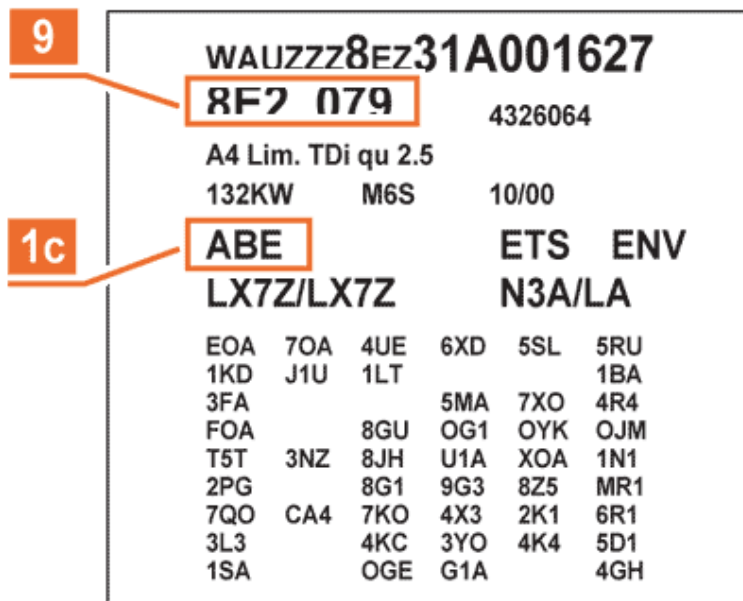 9
WAUZZZ8EZ31A001627
8E2 079
4326064
A4 Lim. TDi qu 2.5
132KW M6S 10/00
1c
ABE ETS ENV
LX7Z/LX7Z N3A/LA
EOA 7OA 4UE 6XD 5SL 5RU
1KD J1U 1LT 1BA
3FA 5MA 7XO 4R4
FOA 8GU OG1 OYK OJM
T5T 3NZ 8JH U1A XOA 1N1
2PG 8G1 9G3 8Z5 MR1
7QO CA4 7KO 4X3 2K1 6R1
3L3 4KC 3YO 4K4 5D1
1SA OGE G1A 4GH